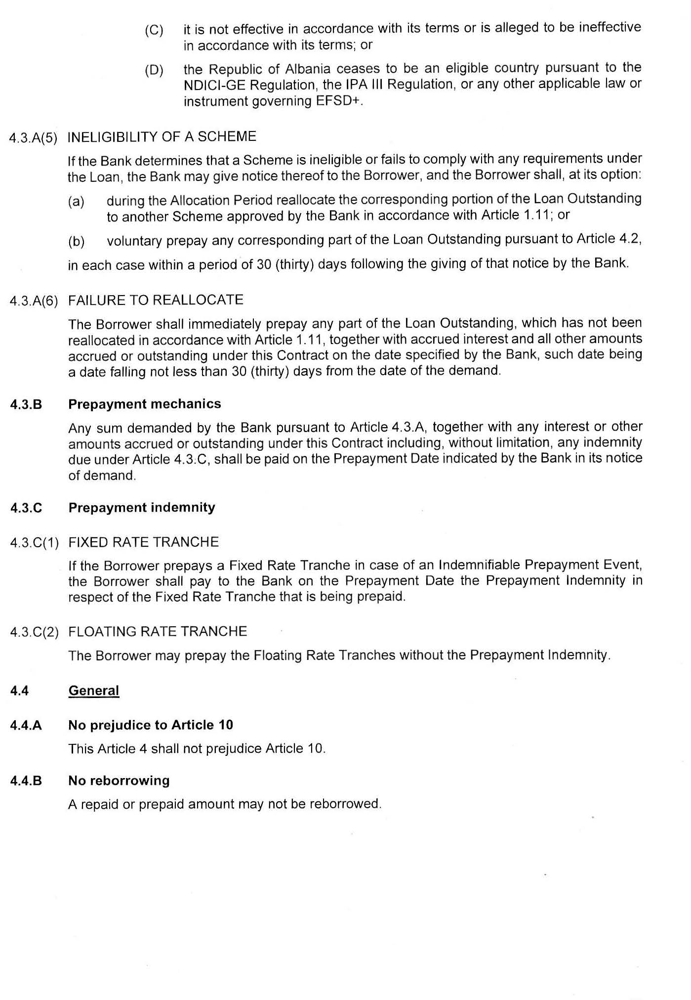 (C) it is not effective in accordance with its terms or is alleged to be ineffective
in accordance with its terms; or
(D) the Republic of Albania ceases to be an eligible country pursuant to the
NDICI-GE Regulation, the IPA III Regulation, or any other applicable law or
instrument governing EFSD+.
4.3.A(5) INELIGIBILITY OF A SCHEME
If the Bank determines that a Scheme is ineligible or fails to comply with any requirements under
the Loan, the Bank may give notice thereof to the Borrower, and the Borrower shall, at its option:
(a) during the Allocation Period reallocate the corresponding portion of the Loan Outstanding
to another Scheme approved by the Bank in accordance with Article 1.11; or
(b) voluntary prepay any corresponding part of the Loan Outstanding pursuant to Article 4.2,
in each case within a period of 30 (thirty) days following the giving of that notice by the Bank.
4.3.A(6) FAILURE TO REALLOCATE
The Borrower shall immediately prepay any part of the Loan Outstanding, which has not been
reallocated in accordance with Article 1.11, together with accrued interest and all other amounts
accrued or outstanding under this Contract on the date specified by the Bank, such date being
a date falling not less than 30 (thirty) days from the date of the demand.
4.3.B Prepayment mechanics
Any sum demanded by the Bank pursuant to Article 4.3.A, together with any interest or other
amounts accrued or outstanding under this Contract including, without limitation, any indemnity
due under Article 4.3.C, shall be paid on the Prepayment Date indicated by the Bank in its notice
of demand.
4.3.C Prepayment indemnity
4.3.C(1) FIXED RATE TRANCHE
If the Borrower prepays a Fixed Rate Tranche in case of an Indemnifiable Prepayment Event,
the Borrower shall pay to the Bank on the Prepayment Date the Prepayment Indemnity in
respect of the Fixed Rate Tranche that is being prepaid.
4.3.C(2) FLOATING RATE TRANCHE
The Borrower may prepay the Floating Rate Tranches without the Prepayment Indemnity.
4.4 General
4.4.A No prejudice to Article 10
This Article 4 shall not prejudice Article 10.
4.4.B No reborrowing
A repaid or prepaid amount may not be reborrowed.